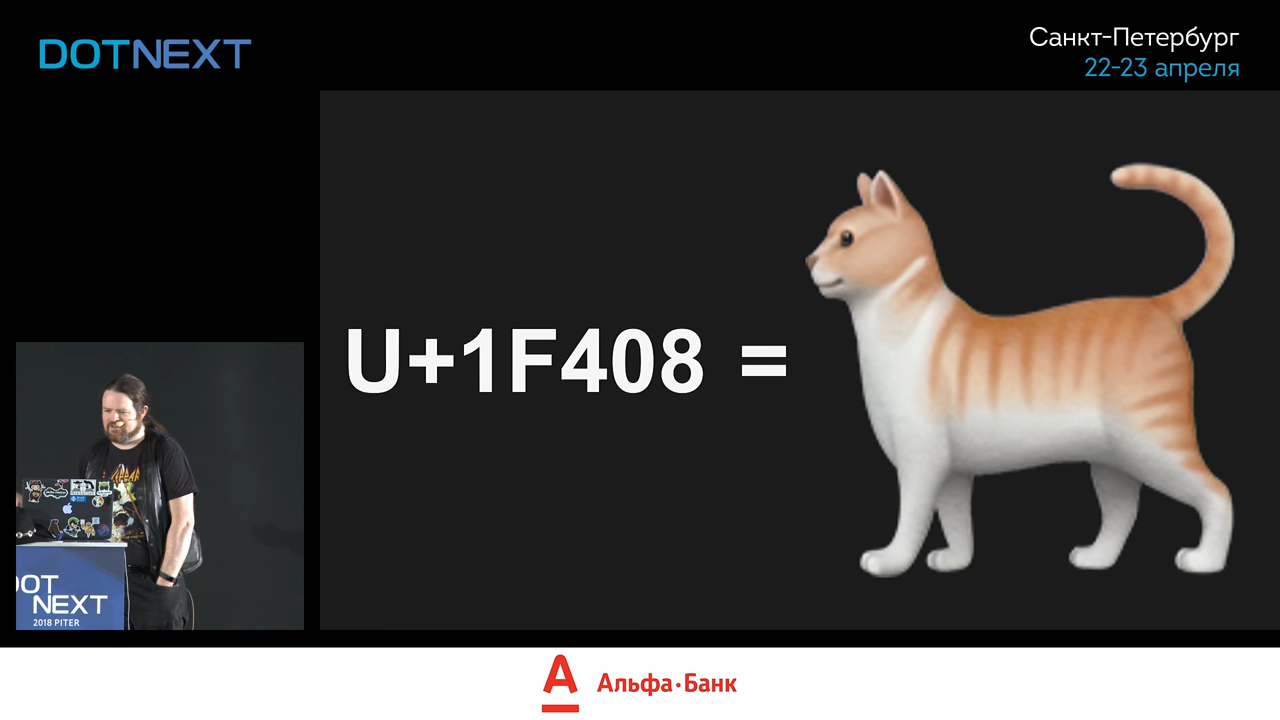 DOTNEXT
Санкт-Петербург
22-23 апреля
U+1F408 =
DOT
NEXT
2018 PITER
А
Альфа·Банк